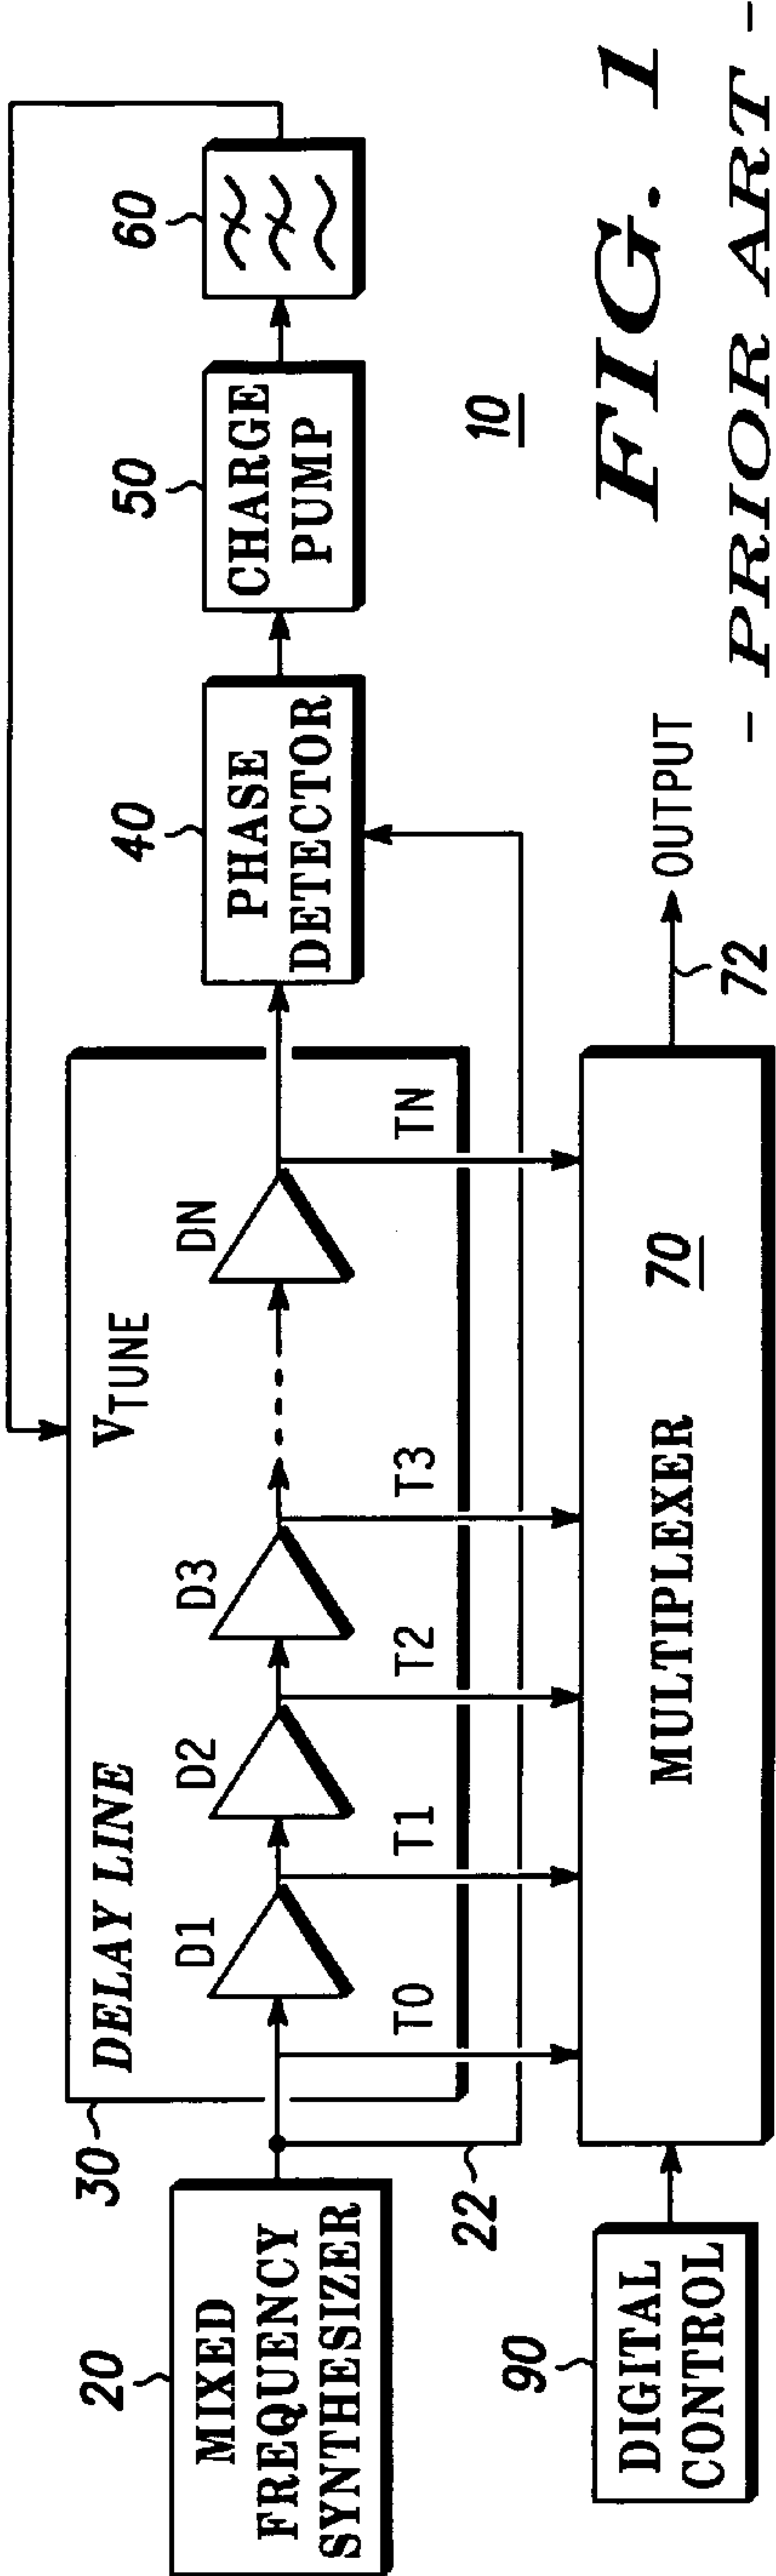 60
50
CHARGE
PUMP
40
PHASE
DETECTOR
10
30
DELAY LINE
VTUNE
D1
D2
D3
DN
T0
T1
T2
T3
TN
20
MIXED
FREQUENCY
SYNTHESIZER
22
90
DIGITAL
CONTROL
MULTIPLEXER
70
72
OUTPUT
FIG. 1
- PRIOR ART -